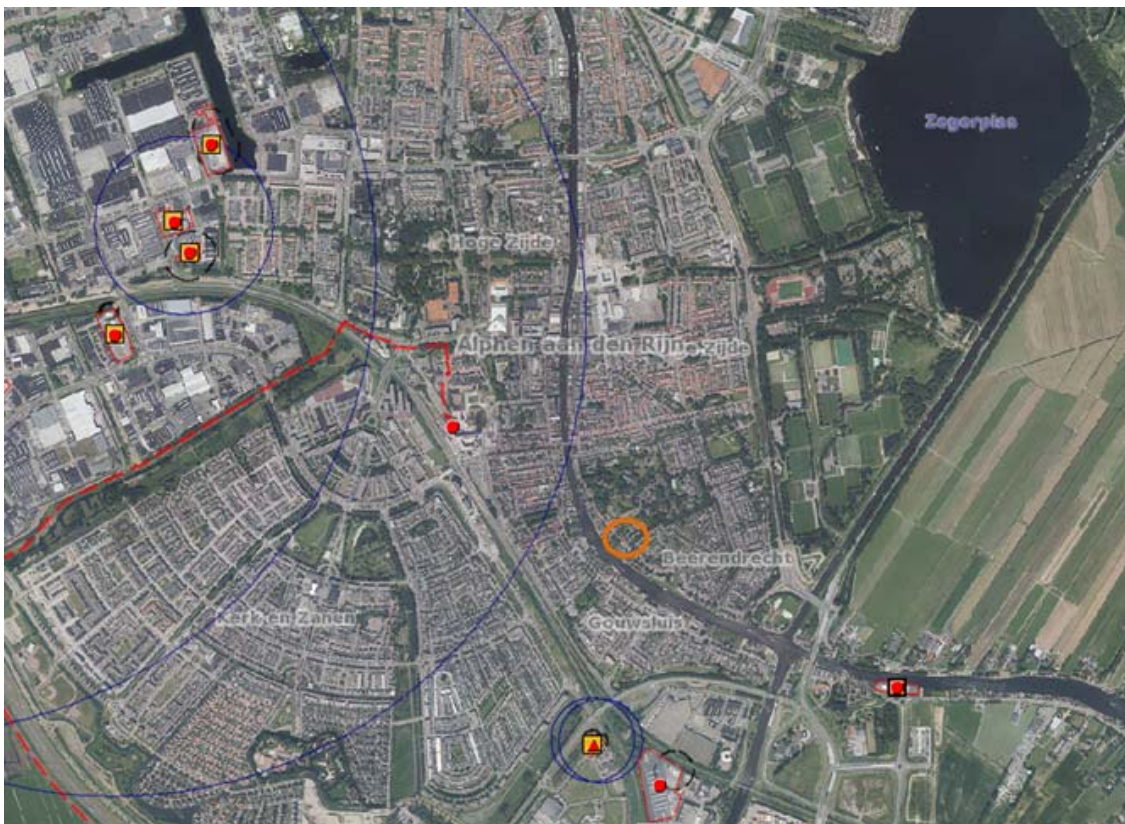 Zegerplas
Hoge Zijde
Alphen aan den Rijn
e Zijde
Beerendrecht
Gouwsluis
Kerk en Zanen